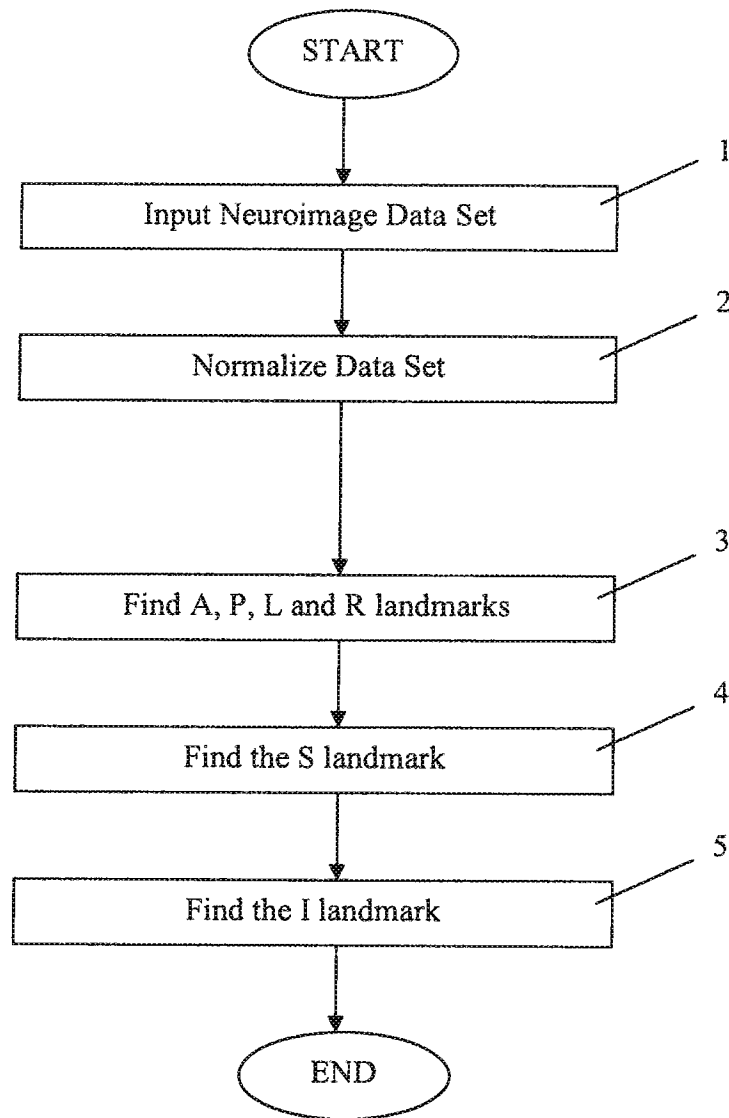 START
1
Input Neuroimage Data Set
2
Normalize Data Set
3
Find A, P, L and R landmarks
4
Find the S landmark
5
Find the I landmark
END